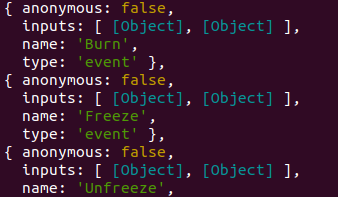 { anonymous: false,
inputs: [ [Object], [Object] ],
name: 'Burn',
type: 'event' },
{ anonymous: false,
inputs: [ [Object], [Object] ],
name: 'Freeze',
type: 'event' },
{ anonymous: false,
inputs: [ [Object], [Object] ],
name: 'Unfreeze',